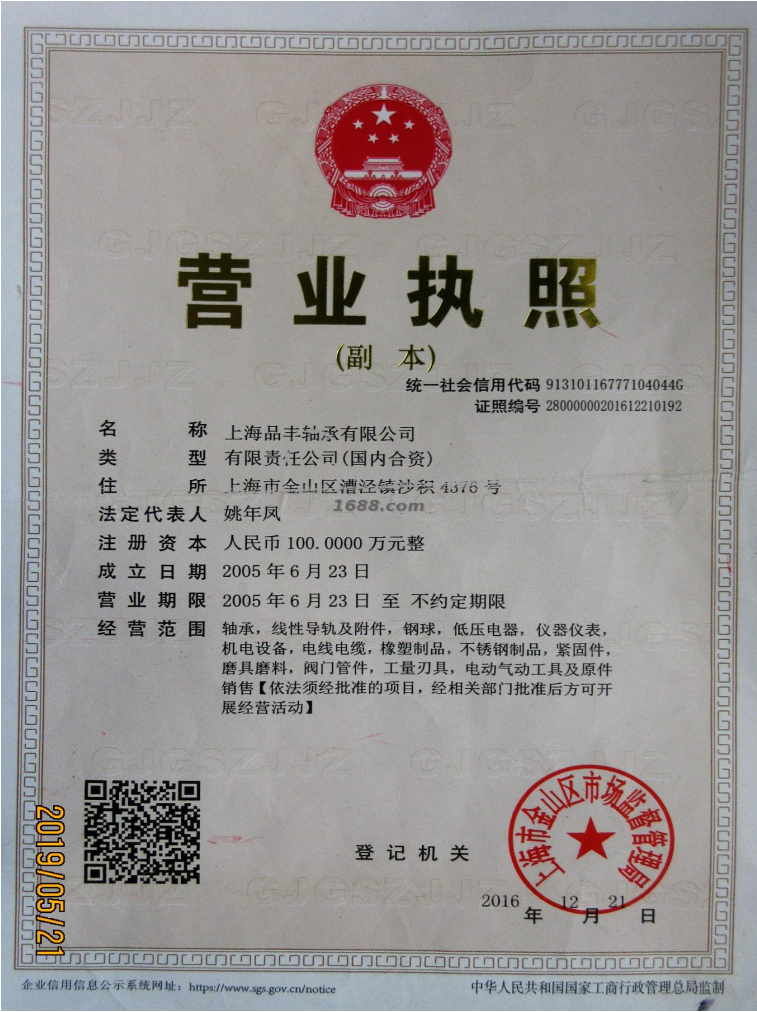 营业执照
(副 本)
统一社会信用代码 91310116777104044G
证照编号 28000000201612210192
名 称 上海品丰轴承有限公司
类 型 有限责任公司(国内合资)
住 所 上海市金山区漕泾镇沙积4376号
1688.com
法定代表人 姚年凤
注册资本 人民币100.0000万元整
成立日期 2005年6月23日
营业期限 2005年6月23日 至 不约定期限
经营范围 轴承，线性导轨及附件，钢球，低压电器，仪器仪表，
机电设备，电线电缆，橡塑制品，不锈钢制品，紧固件，
磨具磨料，阀门管件，工量刃具，电动气动工具及原件
销售【依法须经批准的项目，经相关部门批准后方可开
展经营活动】
上海市金山区市场监督管理局
登记机关
2016年12月21日
2019/05/21
企业信用信息公示系统网址：https://www.sgs.gov.cn/notice
中华人民共和国国家工商行政管理总局监制